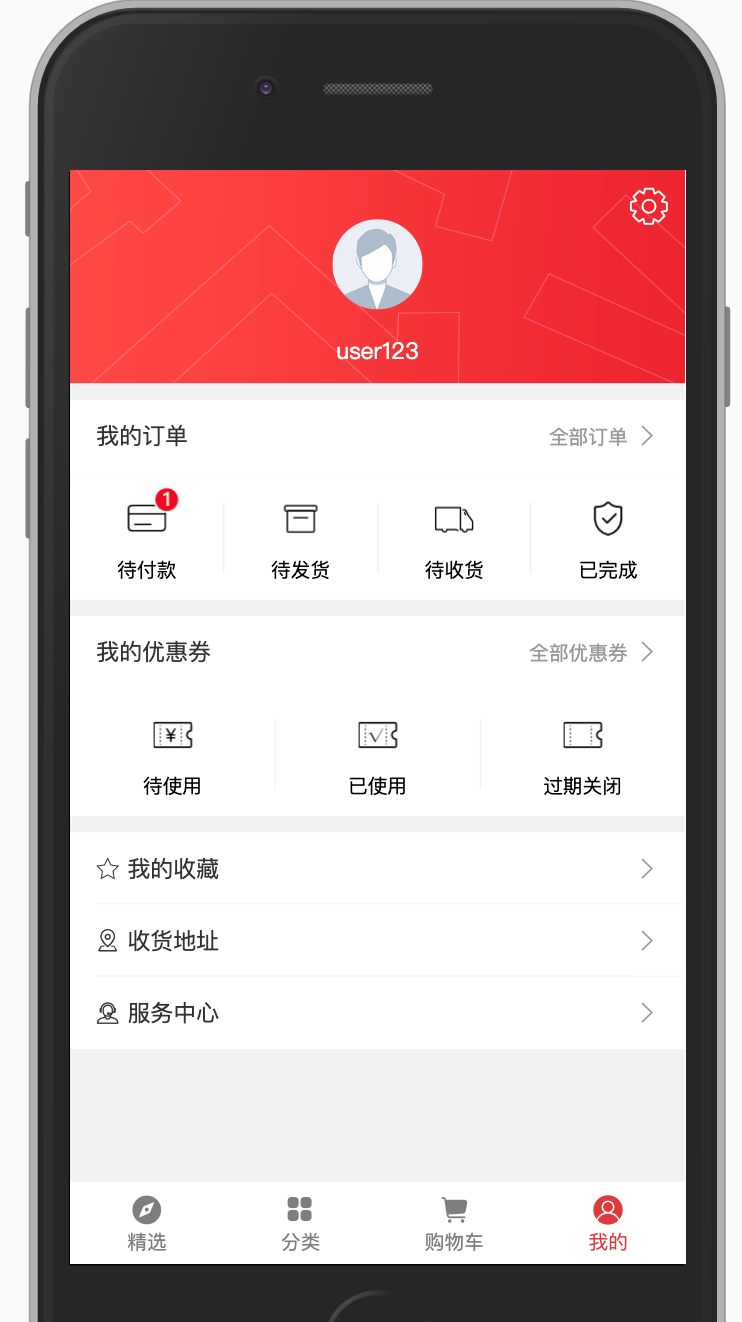 user123
我的订单 全部订单
1
待付款 待发货 待收货 已完成
我的优惠券 全部优惠券
¥
待使用 已使用 过期关闭
我的收藏
收货地址
服务中心
精选 分类 购物车 我的